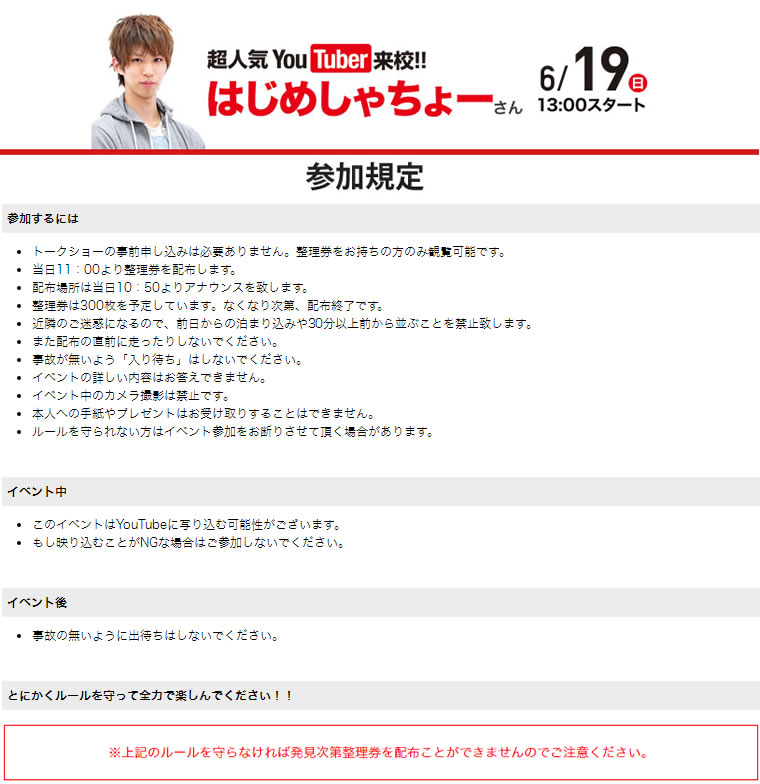 超人気 YouTuber 来校!!
はじめしゃちょーさん
6/19日
13:00スタート
参加規定
参加するには
トークショーの事前申し込みは必要ありません。整理券をお持ちの方のみ観覧可能です。
当日11：00より整理券を配布します。
配布場所は当日10：50よりアナウンスを致します。
整理券は300枚を予定しています。なくなり次第、配布終了です。
近隣のご迷惑になるので、前日からの泊まり込みや30分以上前から並ぶことを禁止致します。
また配布の直前に走ったりしないでください。
事故が無いよう「入り待ち」はしないでください。
イベントの詳しい内容はお答えできません。
イベント中のカメラ撮影は禁止です。
本人への手紙やプレゼントはお受け取りすることはできません。
ルールを守られない方はイベント参加をお断りさせて頂く場合があります。
イベント中
このイベントはYouTubeに写り込む可能性がございます。
もし映り込むことがNGな場合はご参加しないでください。
イベント後
事故の無いように出待ちはしないでください。
とにかくルールを守って全力で楽しんでください！！
※上記のルールを守らなければ発見次第整理券を配布ことができませんのでご注意ください。